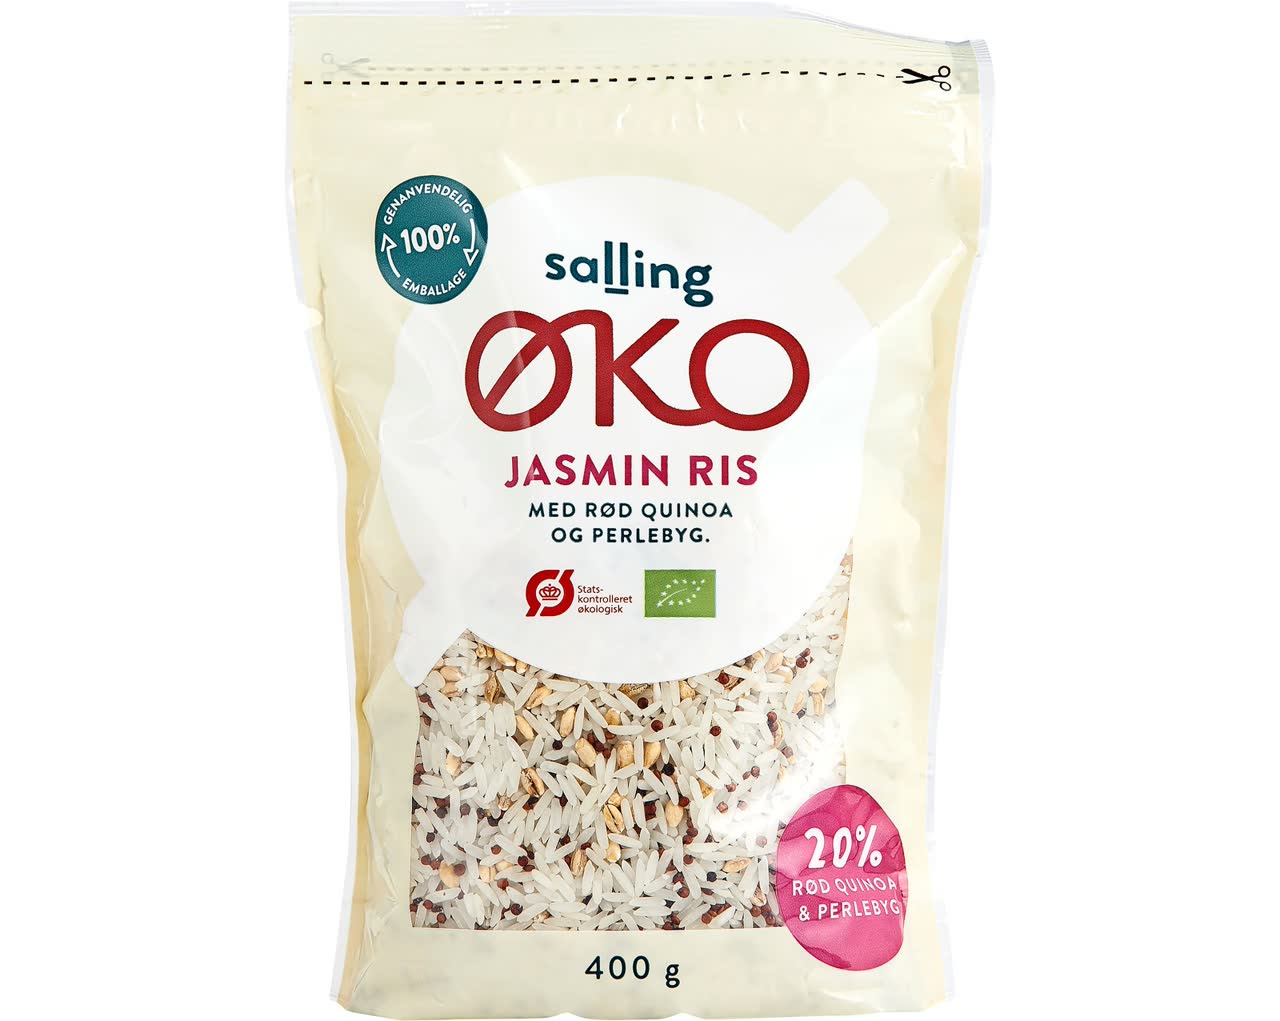 GENANVENDELIG
100%
EMBALLAGE
salling
ØKO
JASMIN RIS
MED RØD QUINOA
OG PERLEBYG.
Stats-
kontrolleret
økologisk
20%
RØD QUINOA
& PERLEBYG
400 g